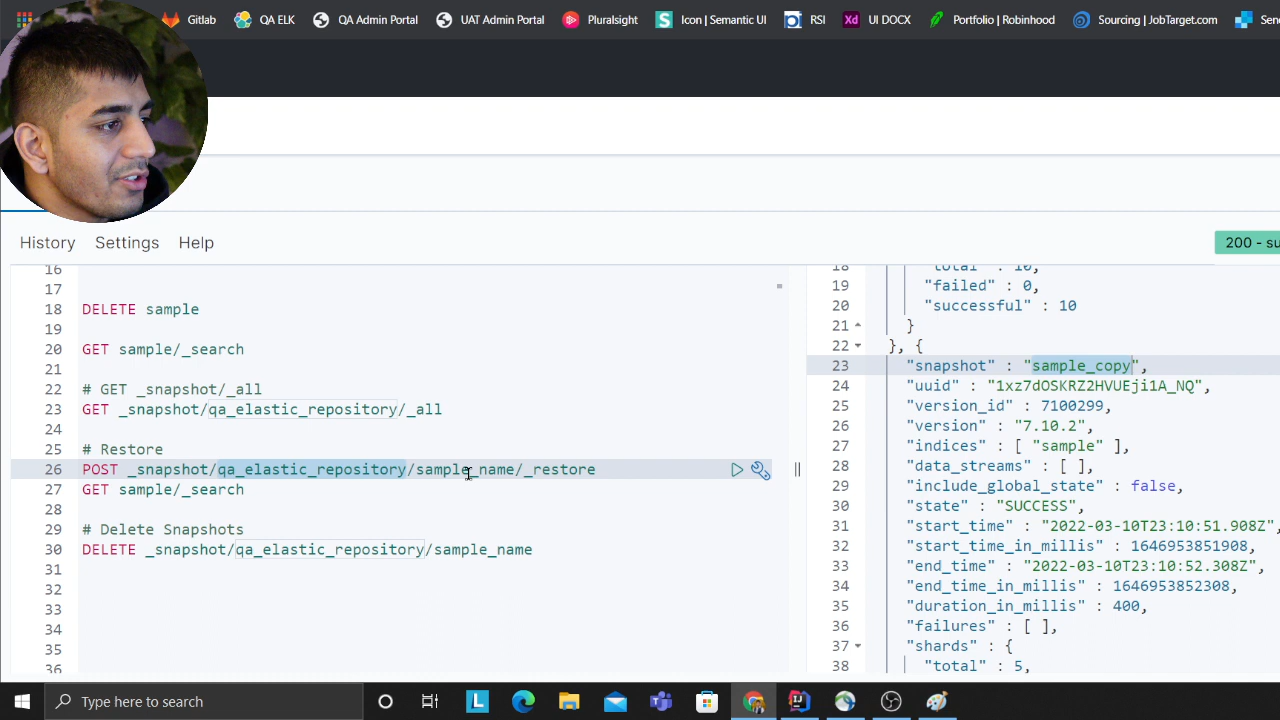 Gitlab QA ELK QA Admin Portal UAT Admin Portal Pluralsight Icon | Semantic UI RSI Xd UI DOCX Portfolio | Robinhood Sourcing | JobTarget.com Sen
History Settings Help
200 - su
16
17
18 DELETE sample
19
20 GET sample/_search
21
22 # GET _snapshot/_all
23 GET _snapshot/qa_elastic_repository/_all
24
25 # Restore
26 POST _snapshot/qa_elastic_repository/sample_name/_restore
27 GET sample/_search
28
29 # Delete Snapshots
30 DELETE _snapshot/qa_elastic_repository/sample_name
31
32
33
34
35
36
18 "total" : 10,
19 "failed" : 0,
20 "successful" : 10
21 }
22 }, {
23 "snapshot" : "sample_copy",
24 "uuid" : "1xz7dOSKRZ2HVUEji1A_NQ",
25 "version_id" : 7100299,
26 "version" : "7.10.2",
27 "indices" : [ "sample" ],
28 "data_streams" : [ ],
29 "include_global_state" : false,
30 "state" : "SUCCESS",
31 "start_time" : "2022-03-10T23:10:51.908Z",
32 "start_time_in_millis" : 1646953851908,
33 "end_time" : "2022-03-10T23:10:52.308Z",
34 "end_time_in_millis" : 1646953852308,
35 "duration_in_millis" : 400,
36 "failures" : [ ],
37 "shards" : {
38 "total" : 5,
Type here to search